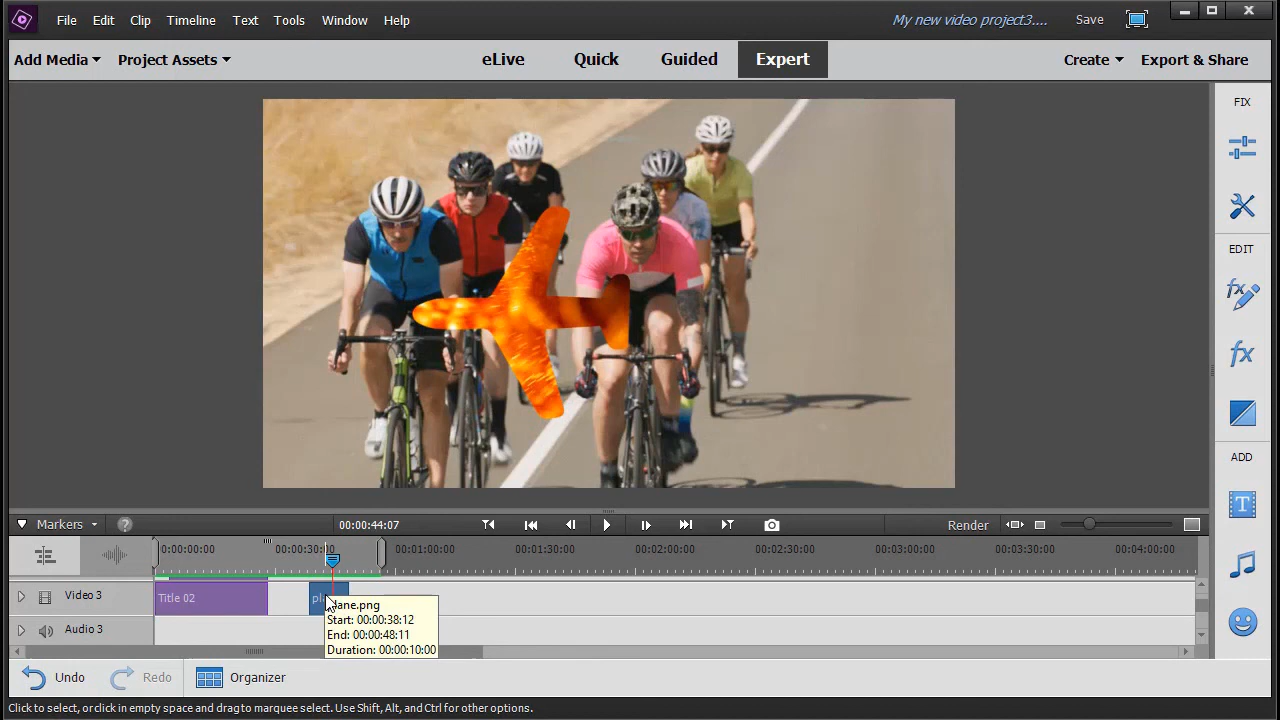 File Edit Clip Timeline Text Tools Window Help My new video project3.... Save
Add Media Project Assets eLive Quick Guided Expert Create Export & Share
FIX
EDIT
fx
ADD
T
Markers ? 00:00:44:07 Render
0:00:00:00 00:00:30:0 00:01:00:00 00:01:30:00 00:02:00:00 00:02:30:00 00:03:00:00 00:03:30:00 00:04:00:00
Video 3 Title 02 pl
lane.png
Start: 00:00:38:12
Audio 3
End: 00:00:48:11
Duration: 00:00:10:00
Undo Redo Organizer
Click to select, orclick in empty space and drag to marquee select. Use Shift, Alt, and Ctrl for other options.